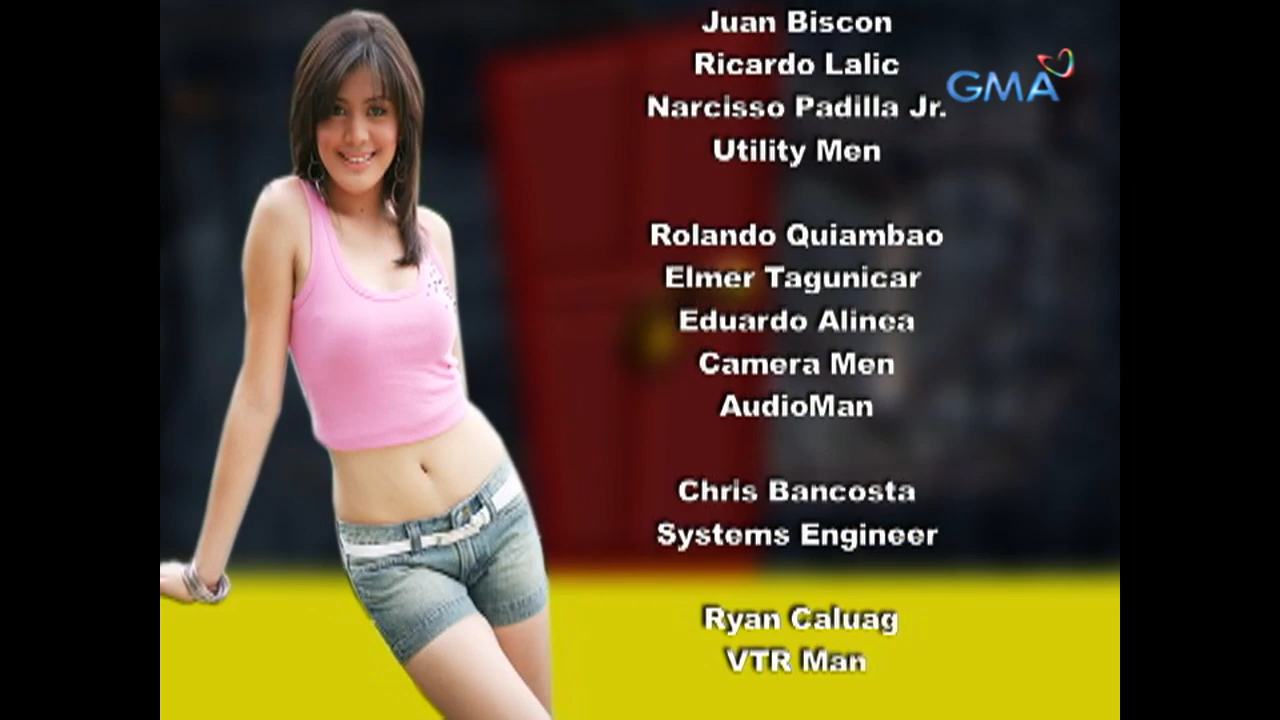 Juan Biscon
Ricardo Lalic
GMA
Narcisso Padilla Jr.
Utility Men
Rolando Quiambao
Elmer Tagunicar
Eduardo Alinea
Camera Men
AudioMan
Chris Bancosta
Systems Engineer
Ryan Caluag
VTR Man